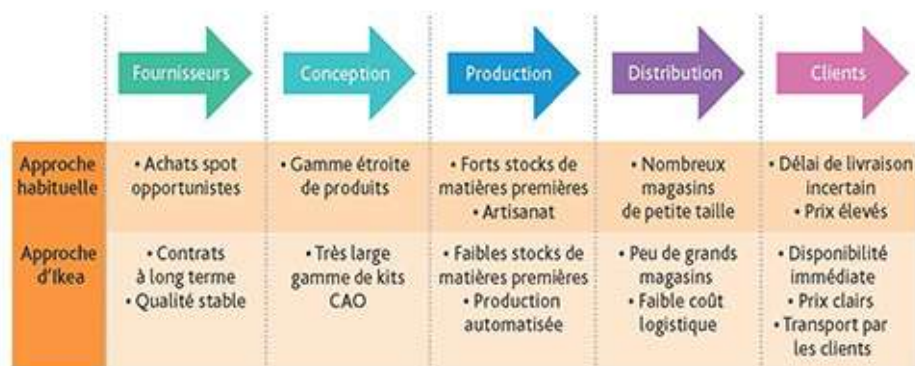 Fournisseurs
Conception
Production
Distribution
Clients
Approche
habituelle
• Achats spot
opportunistes
• Gamme étroite
de produits
• Forts stocks de
matières premières
• Artisanat
• Nombreux
magasins
de petite taille
• Délai de livraison
incertain
• Prix élevés
Approche
d'Ikea
• Contrats
à long terme
• Qualité stable
• Très large
gamme de kits
CAO
• Faibles stocks de
matières premières
• Production
automatisée
• Peu de grands
magasins
• Faible coût
logistique
• Disponibilité
immédiate
• Prix clairs
• Transport par
les clients